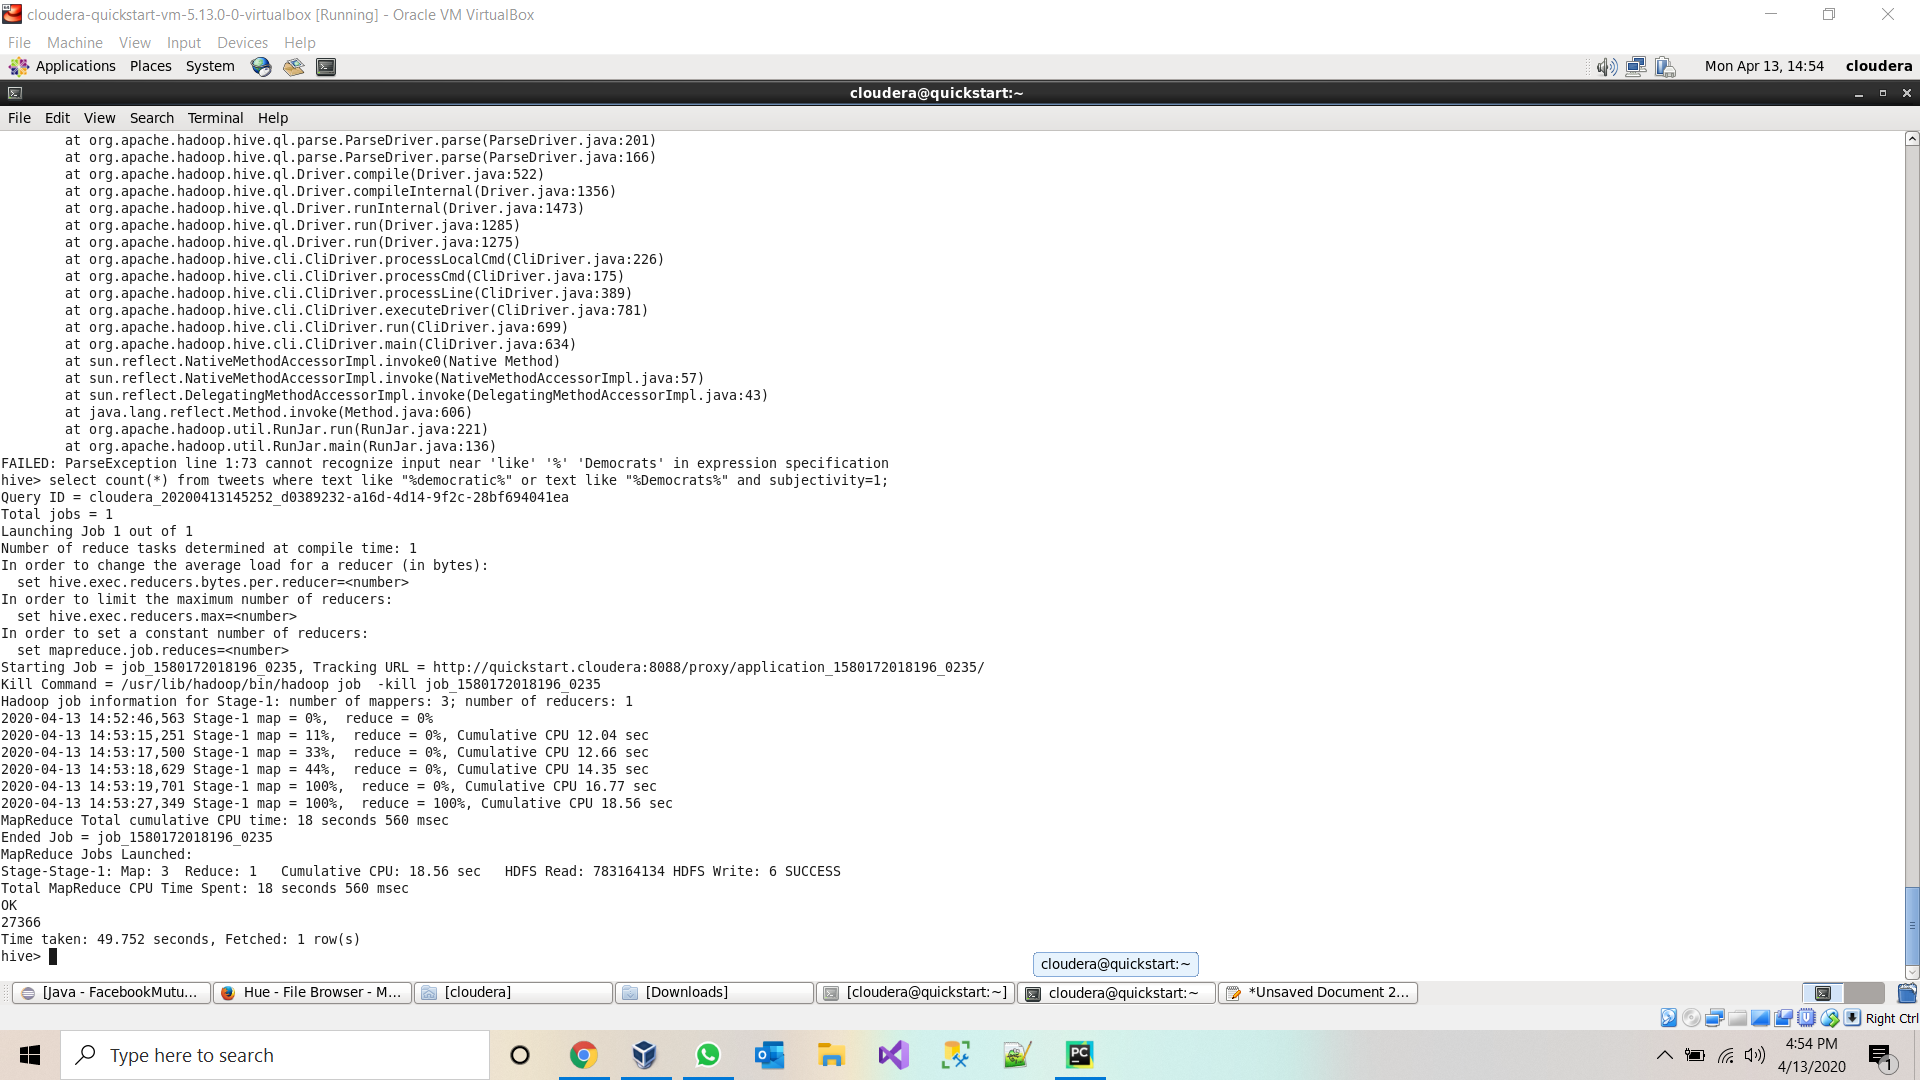 cloudera-quickstart-vm-5.13.0-0-virtualbox [Running] - Oracle VM VirtualBox
File Machine View Input Devices Help
Applications Places System Mon Apr 13, 14:54 cloudera
cloudera@quickstart:~
File Edit View Search Terminal Help
at org.apache.hadoop.hive.ql.parse.ParseDriver.parse(ParseDriver.java:201)
at org.apache.hadoop.hive.ql.parse.ParseDriver.parse(ParseDriver.java:166)
at org.apache.hadoop.hive.ql.Driver.compile(Driver.java:522)
at org.apache.hadoop.hive.ql.Driver.compileInternal(Driver.java:1356)
at org.apache.hadoop.hive.ql.Driver.runInternal(Driver.java:1473)
at org.apache.hadoop.hive.ql.Driver.run(Driver.java:1285)
at org.apache.hadoop.hive.ql.Driver.run(Driver.java:1275)
at org.apache.hadoop.hive.cli.CliDriver.processLocalCmd(CliDriver.java:226)
at org.apache.hadoop.hive.cli.CliDriver.processCmd(CliDriver.java:175)
at org.apache.hadoop.hive.cli.CliDriver.processLine(CliDriver.java:389)
at org.apache.hadoop.hive.cli.CliDriver.executeDriver(CliDriver.java:781)
at org.apache.hadoop.hive.cli.CliDriver.run(CliDriver.java:699)
at org.apache.hadoop.hive.cli.CliDriver.main(CliDriver.java:634)
at sun.reflect.NativeMethodAccessorImpl.invoke0(Native Method)
at sun.reflect.NativeMethodAccessorImpl.invoke(NativeMethodAccessorImpl.java:57)
at sun.reflect.DelegatingMethodAccessorImpl.invoke(DelegatingMethodAccessorImpl.java:43)
at java.lang.reflect.Method.invoke(Method.java:606)
at org.apache.hadoop.util.RunJar.run(RunJar.java:221)
at org.apache.hadoop.util.RunJar.main(RunJar.java:136)
FAILED: ParseException line 1:73 cannot recognize input near 'like' '%' 'Democrats' in expression specification
hive> select count(*) from tweets where text like "%democratic%" or text like "%Democrats%" and subjectivity=1;
Query ID = cloudera_20200413145252_d0389232-a16d-4d14-9f2c-28bf694041ea
Total jobs = 1
Launching Job 1 out of 1
Number of reduce tasks determined at compile time: 1
In order to change the average load for a reducer (in bytes):
set hive.exec.reducers.bytes.per.reducer=<number>
In order to limit the maximum number of reducers:
set hive.exec.reducers.max=<number>
In order to set a constant number of reducers:
set mapreduce.job.reduces=<number>
Starting Job = job_1580172018196_0235, Tracking URL = http://quickstart.cloudera:8088/proxy/application_1580172018196_0235/
Kill Command = /usr/lib/hadoop/bin/hadoop job  -kill job_1580172018196_0235
Hadoop job information for Stage-1: number of mappers: 3; number of reducers: 1
2020-04-13 14:52:46,563 Stage-1 map = 0%,  reduce = 0%
2020-04-13 14:53:15,251 Stage-1 map = 11%,  reduce = 0%, Cumulative CPU 12.04 sec
2020-04-13 14:53:17,500 Stage-1 map = 33%,  reduce = 0%, Cumulative CPU 12.66 sec
2020-04-13 14:53:18,629 Stage-1 map = 44%,  reduce = 0%, Cumulative CPU 14.35 sec
2020-04-13 14:53:19,701 Stage-1 map = 100%,  reduce = 0%, Cumulative CPU 16.77 sec
2020-04-13 14:53:27,349 Stage-1 map = 100%,  reduce = 100%, Cumulative CPU 18.56 sec
MapReduce Total cumulative CPU time: 18 seconds 560 msec
Ended Job = job_1580172018196_0235
MapReduce Jobs Launched:
Stage-Stage-1: Map: 3  Reduce: 1   Cumulative CPU: 18.56 sec   HDFS Read: 783164134 HDFS Write: 6 SUCCESS
Total MapReduce CPU Time Spent: 18 seconds 560 msec
OK
27366
Time taken: 49.752 seconds, Fetched: 1 row(s)
hive>
cloudera@quickstart:~
[Java - FacebookMutu... Hue - File Browser - M... [cloudera] [Downloads] [cloudera@quickstart:~] cloudera@quickstart:~ *Unsaved Document 2...
Right Ctrl
Type here to search
PC
4:54 PM
4/13/2020
1